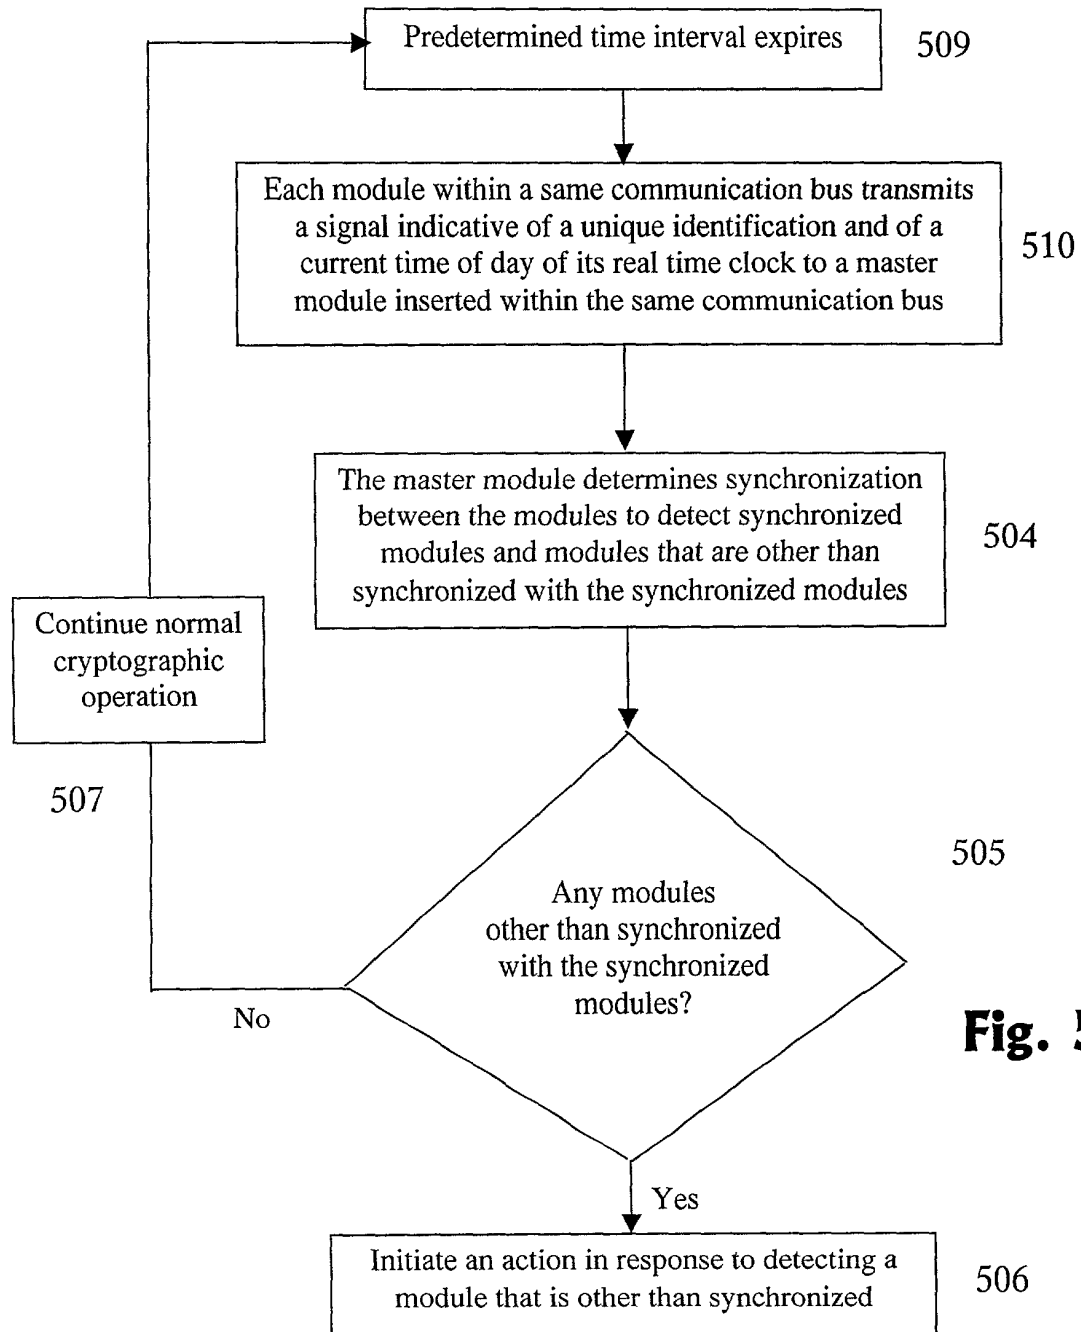 Predetermined time interval expires
509
Each module within a same communication bus transmits
a signal indicative of a unique identification and of a
current time of day of its real time clock to a master
module inserted within the same communication bus
510
The master module determines synchronization
between the modules to detect synchronized
modules and modules that are other than
synchronized with the synchronized modules
504
Continue normal
cryptographic
operation
507
505
Any modules
other than synchronized
with the synchronized
modules?
No
Fig.
Yes
Initiate an action in response to detecting a
module that is other than synchronized
506